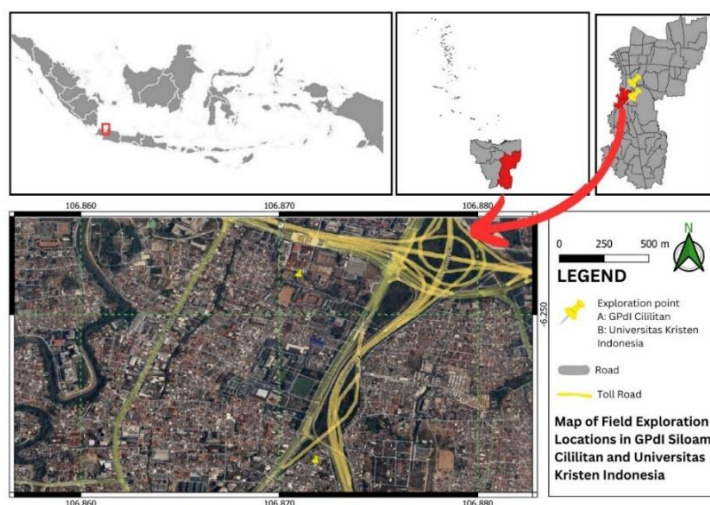 106.860 106.870 106.880
0 250 500 m
N
LEGEND
Exploration point
A: GPdI Cililitan
B: Universitas Kristen
Indonesia
Road
Toll Road
Map of Field Exploration
Locations in GPdI Siloam
Cililitan and Universitas
Kristen Indonesia
-6.250
106.860 106.870 106.880